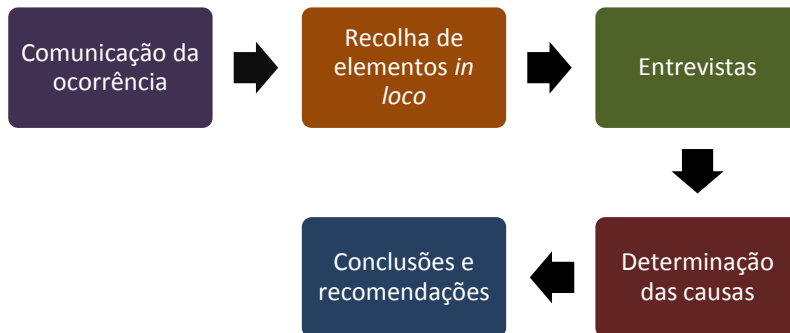 Comunicação da
ocorrência
Recolha de
elementos in
loco
Entrevistas
Determinação
das causas
Conclusões e
recomendações